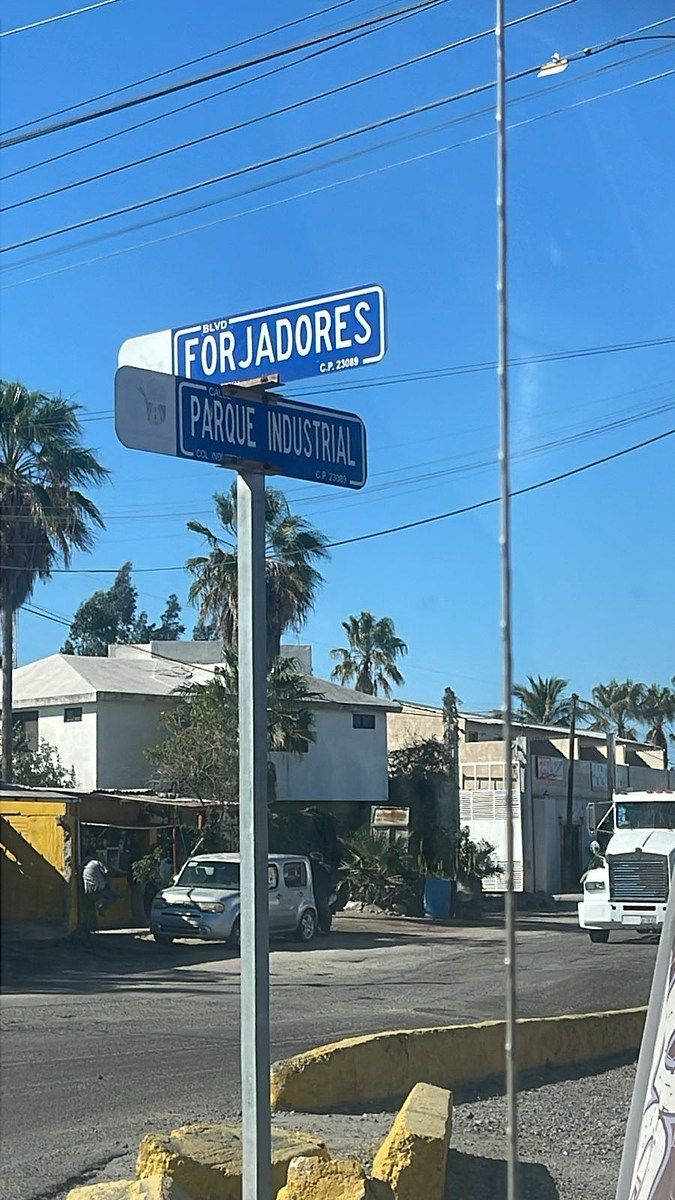 BLVD
FORJADORES
C.P. 23089
PARQUE INDUSTRIAL
C.P. 23089